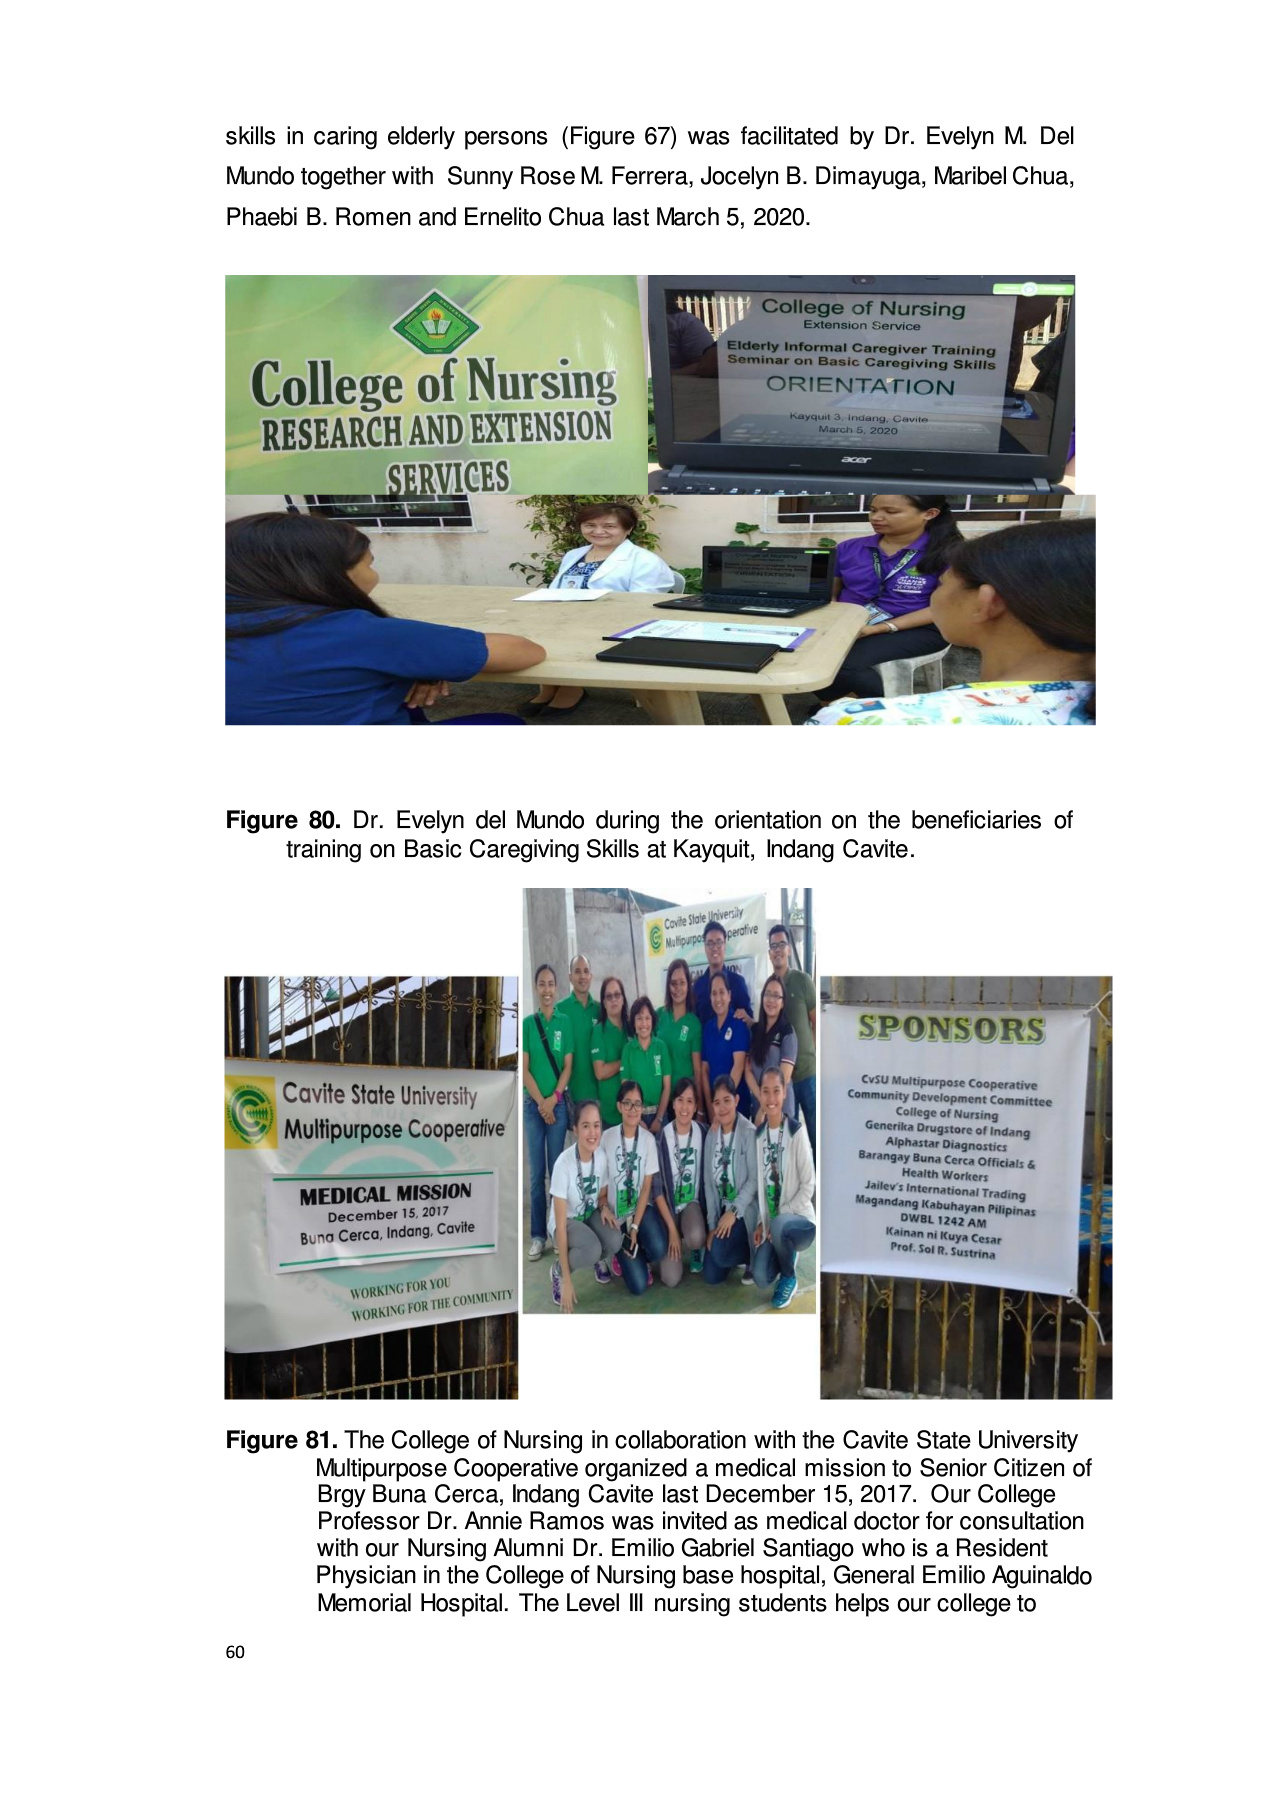 skills in caring elderly persons (Figure 67) was facilitated by Dr. Evelyn M. Del
Mundo together with Sunny Rose M. Ferrera, Jocelyn B. Dimayuga, Maribel Chua,
Phaebi B. Romen and Ernelito Chua last March 5, 2020.
College of Nursing
RESEARCH AND EXTENSION
SERVICES
College of Nursing
Extension Service
Elderly Informal Caregiver Training
Seminar on Basic Caregiving Skills
ORIENTATION
Kayquit 3, Indang, Cavite
March 5, 2020
acer
ORIENTATION
Figure 80. Dr. Evelyn del Mundo during the orientation on the beneficiaries of
training on Basic Caregiving Skills at Kayquit, Indang Cavite.
Cavite State University
Multipurpose Cooperative
MEDICAL MISSION
December 15, 2017
Buna Cerca, Indang, Cavite
WORKING FOR YOU
WORKING FOR THE COMMUNITY
Cavite State University
SPONSORS
CvSU Multipurpose Cooperative
Community Development Committee
College of Nursing
Generika Drugstore of Indang
Alphastar Diagnostics
Barangay Buna Cerca Officials &
Health Workers
Jailev's International Trading
Magandang Kabuhayan Pilipinas
DWBL 1242 AM
Kainan ni Kuya Cesar
Prof. Sol R. Sustrina
Figure 81. The College of Nursing in collaboration with the Cavite State University
Multipurpose Cooperative organized a medical mission to Senior Citizen of
Brgy Buna Cerca, Indang Cavite last December 15, 2017. Our College
Professor Dr. Annie Ramos was invited as medical doctor for consultation
with our Nursing Alumni Dr. Emilio Gabriel Santiago who is a Resident
Physician in the College of Nursing base hospital, General Emilio Aguinaldo
Memorial Hospital. The Level III nursing students helps our college to
60